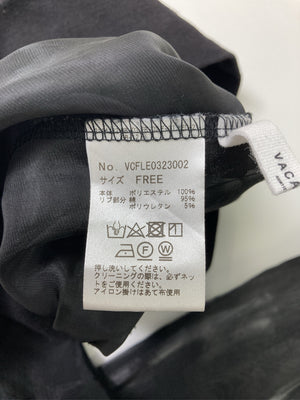 No. VCFLE0323002
サイズ FREE
本体 ポリエステル 100%
リブ部分 綿 95%
ポリウレタン 5%
押し洗いしてください。
クリーニングの際は、必ずネッ
トをご使用ください
アイロン掛けはあて布使用
VACA